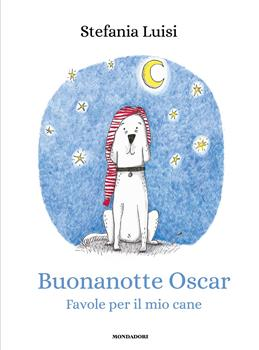 Stefania Luisi
Buonanotte Oscar
Favole per il mio cane
MONDADORI